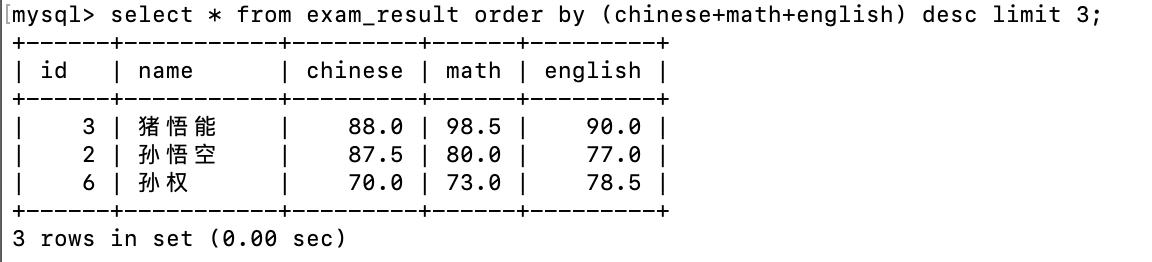 [mysql> select * from exam_result order by (chinese+math+english) desc limit 3;
+------+-----------+---------+------+---------+
| id   | name      | chinese | math | english |
+------+-----------+---------+------+---------+
|    3 | 猪悟能    |    88.0 | 98.5 |    90.0 |
|    2 | 孙悟空    |    87.5 | 80.0 |    77.0 |
|    6 | 孙权      |    70.0 | 73.0 |    78.5 |
+------+-----------+---------+------+---------+
3 rows in set (0.00 sec)